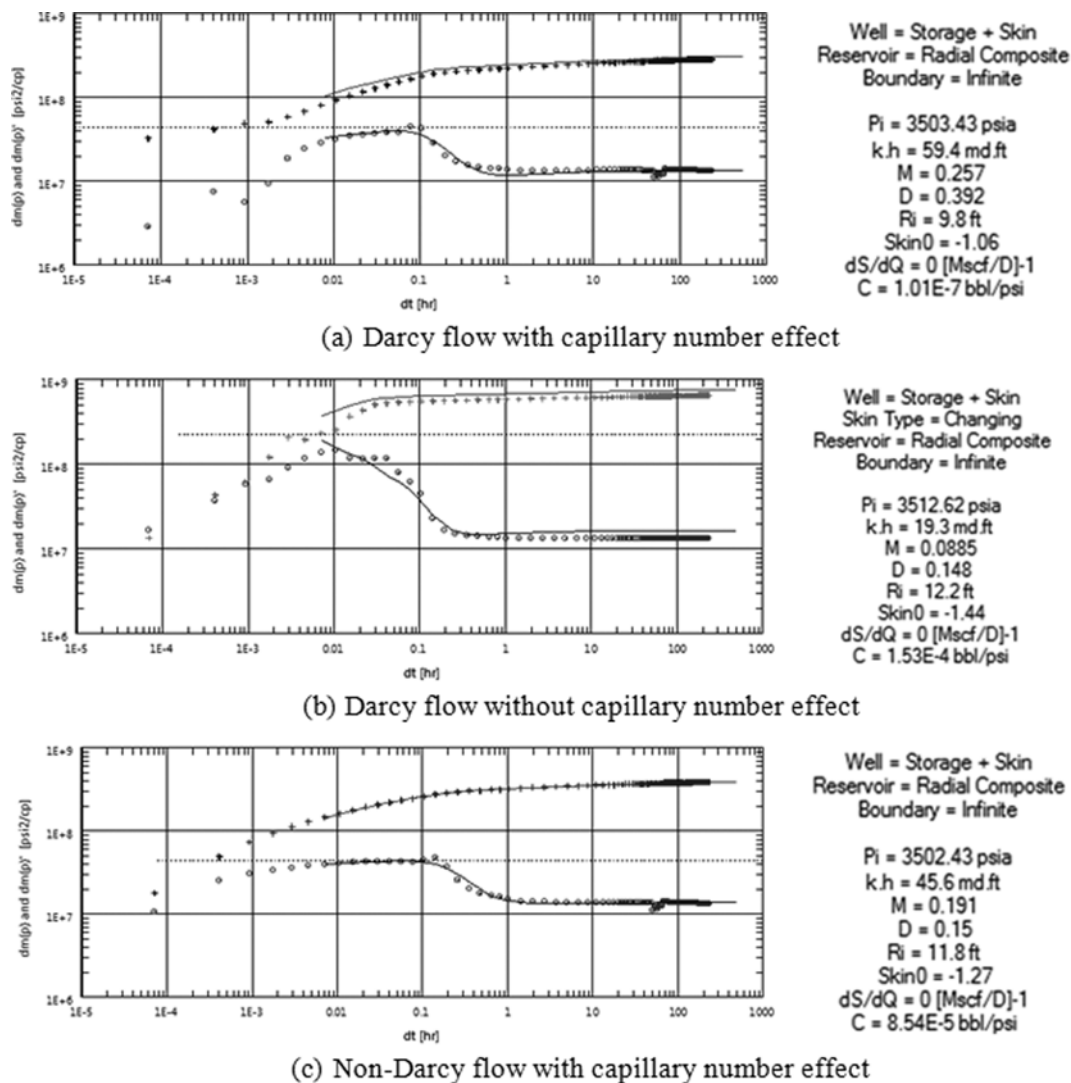 dm(p) and dm(p)' [psi2/cp]
1E+9
1E+8
1E+7
1E+6
1E-5
1E-4
1E-3
0.01
0.1
1
10
100
1000
dt [hr]
Well = Storage + Skin
Reservoir = Radial Composite
Boundary = Infinite
Pi = 3503.43 psia
k.h = 59.4 md.ft
M = 0.257
D = 0.392
Ri = 9.8 ft
Skin0 = -1.06
dS/dQ = 0 [Mscf/D]-1
C = 1.01E-7 bbl/psi
(a) Darcy flow with capillary number effect
dm(p) and dm(p)' [psi2/cp]
1E+9
1E+8
1E+7
1E+6
1E-5
1E-4
1E-3
0.01
0.1
1
10
100
1000
dt [hr]
Well = Storage + Skin
Skin Type = Changing
Reservoir = Radial Composite
Boundary = Infinite
Pi = 3512.62 psia
k.h = 19.3 md.ft
M = 0.0885
D = 0.148
Ri = 12.2 ft
Skin0 = -1.44
dS/dQ = 0 [Mscf/D]-1
C = 1.53E-4 bbl/psi
(b) Darcy flow without capillary number effect
dm(p) and dm(p)' [psi2/cp]
1E+9
1E+8
1E+7
1E+6
1E-5
1E-4
1E-3
0.01
0.1
1
10
100
1000
dt [hr]
Well = Storage + Skin
Reservoir = Radial Composite
Boundary = Infinite
Pi = 3502.43 psia
k.h = 45.6 md.ft
M = 0.191
D = 0.15
Ri = 11.8 ft
Skin0 = -1.27
dS/dQ = 0 [Mscf/D]-1
C = 8.54E-5 bbl/psi
(c) Non-Darcy flow with capillary number effect